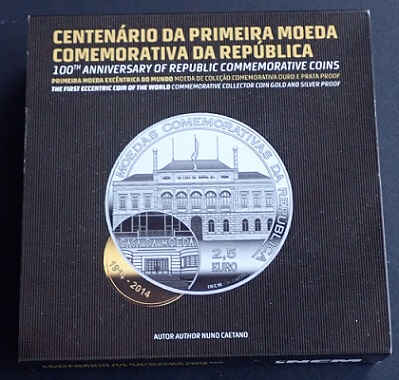 CENTENÁRIO DA PRIMEIRA MOEDA
COMEMORATIVA DA REPÚBLICA
100TH ANNIVERSARY OF REPUBLIC COMMEMORATIVE COINS
PRIMEIRA MOEDA EXCÊNTRICA DO MUNDO MOEDA DE COLEÇÃO COMEMORATIVA OURO E PRATA PROOF
THE FIRST ECCENTRIC COIN OF THE WORLD COMMEMORATIVE COLLECTOR COIN GOLD AND SILVER PROOF
MOEDAS COMEMORATIVAS DA REPÚBLICA
CASA DA MOEDA
2,5
EURO
INCM
2014
AUTOR AUTHOR NUNO CAETANO
INCM